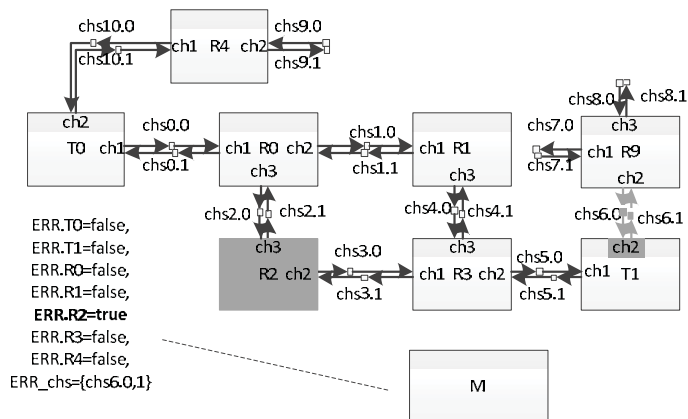 chs10.0
chs10.1
ch1 R4 ch2
chs9.0
chs9.1
ch2
T0 ch1
chs0.0
chs0.1
ch1 R0 ch2
ch3
chs1.0
chs1.1
ch1 R1
ch3
chs8.0
chs8.1
chs7.0
chs7.1
ch3
ch1 R9
ch2
chs2.0
chs2.1
chs4.0
chs4.1
chs6.0
chs6.1
ch3
R2 ch2
chs3.0
chs3.1
ch3
ch1 R3 ch2
chs5.0
chs5.1
ch2
ch1 T1
ERR.T0=false,
ERR.T1=false,
ERR.R0=false,
ERR.R1=false,
ERR.R2=true
ERR.R3=false,
ERR.R4=false,
ERR_chs={chs6.0,1}
M